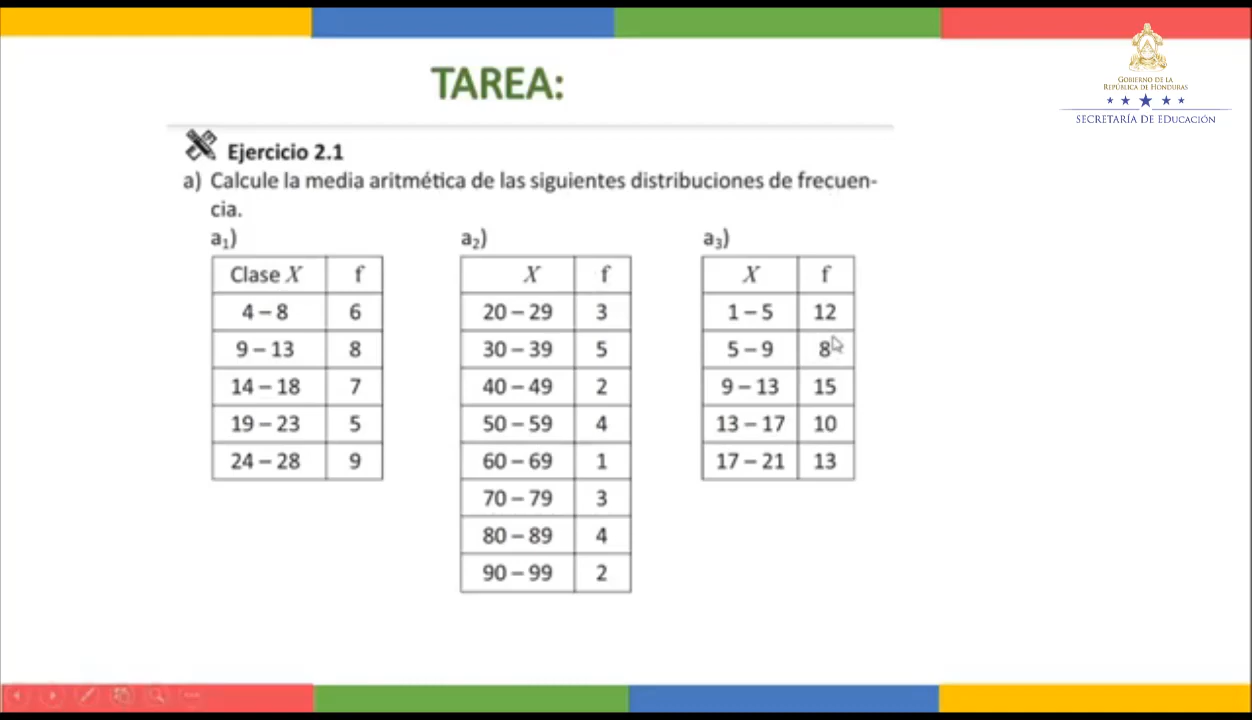 TAREA:
GOBIERNO DE LA
REPÚBLICA DE HONDURAS
SECRETARÍA DE EDUCACIÓN
Ejercicio 2.1
a) Calcule la media aritmética de las siguientes distribuciones de frecuen-
cia.
a₁)
Clase X f
4 – 8 6
9 – 13 8
14 – 18 7
19 – 23 5
24 – 28 9
a₂)
X f
20 – 29 3
30 – 39 5
40 – 49 2
50 – 59 4
60 – 69 1
70 – 79 3
80 – 89 4
90 – 99 2
a₃)
X f
1 – 5 12
5 – 9 8
9 – 13 15
13 – 17 10
17 – 21 13